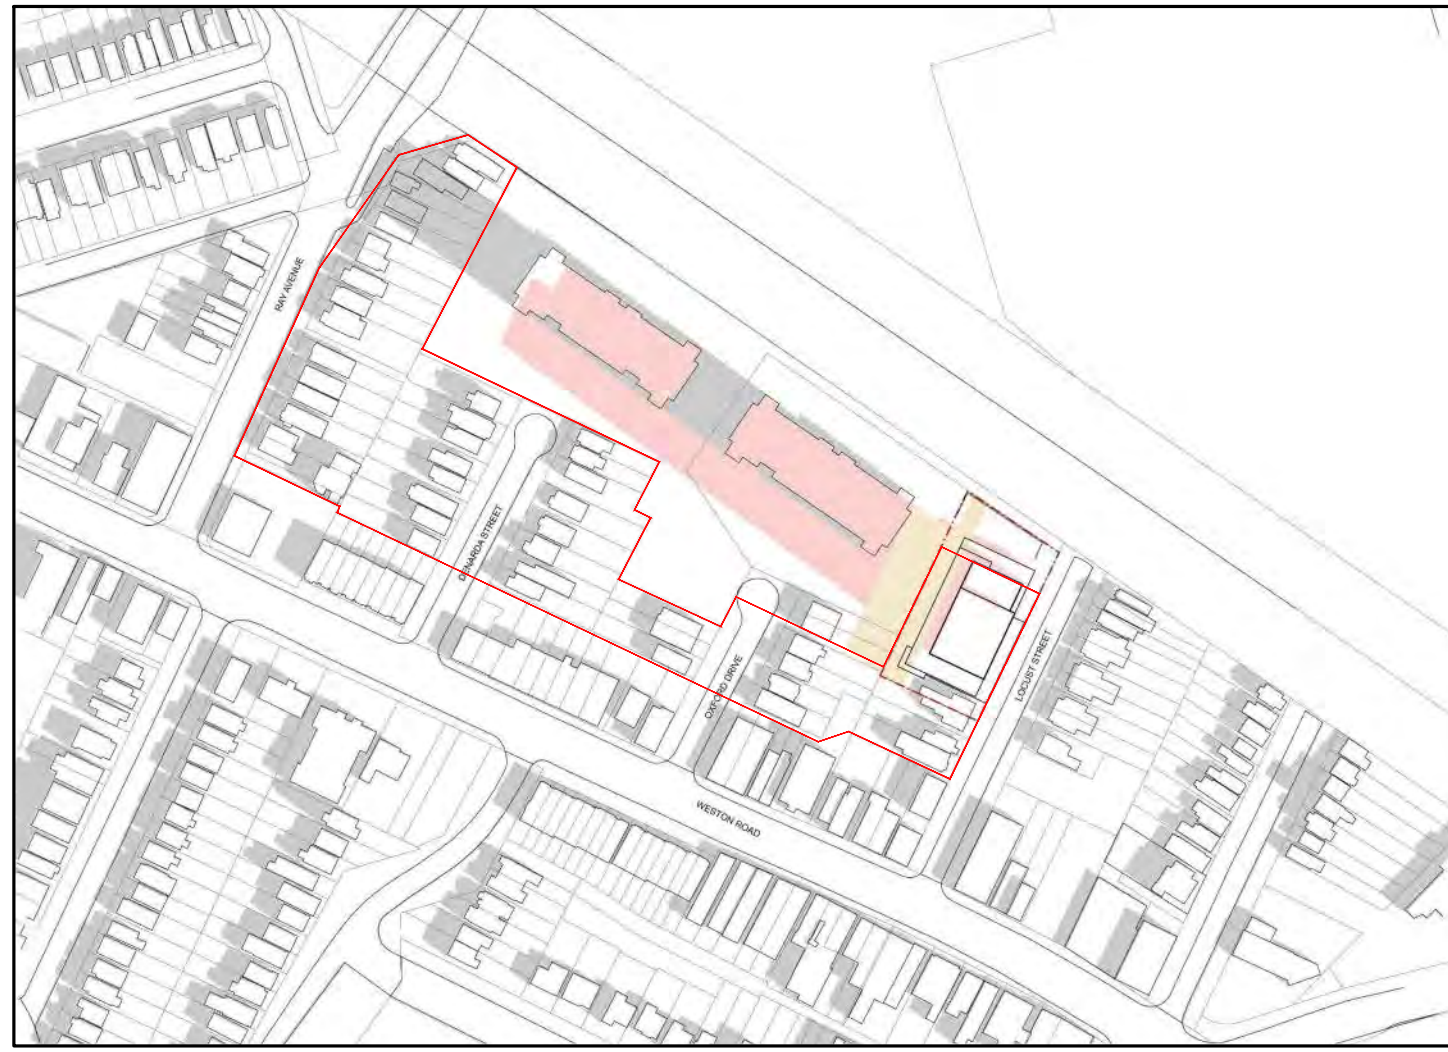 RAY AVENUE
DENARDA STREET
OXFORD DRIVE
LOCUST STREET
WESTON ROAD